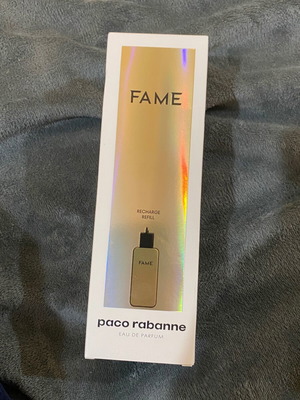 FAME
RECHARGE
REFILL
FAME
paco rabanne
EAU DE PARFUM